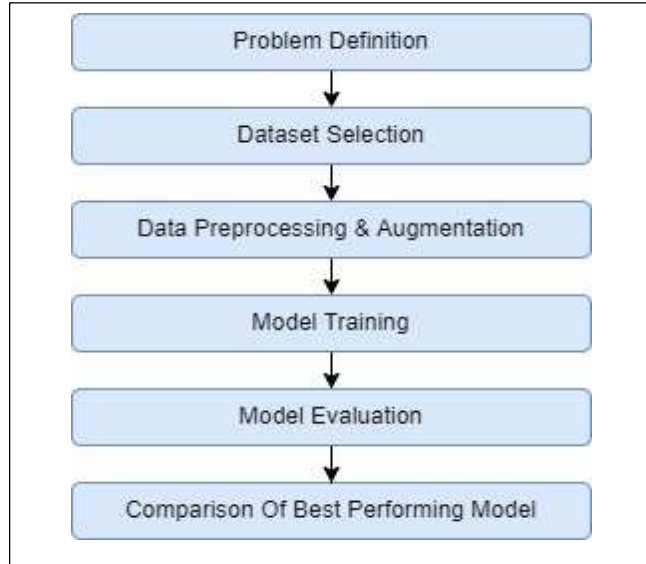 Problem Definition
Dataset Selection
Data Preprocessing & Augmentation
Model Training
Model Evaluation
Comparison Of Best Performing Model